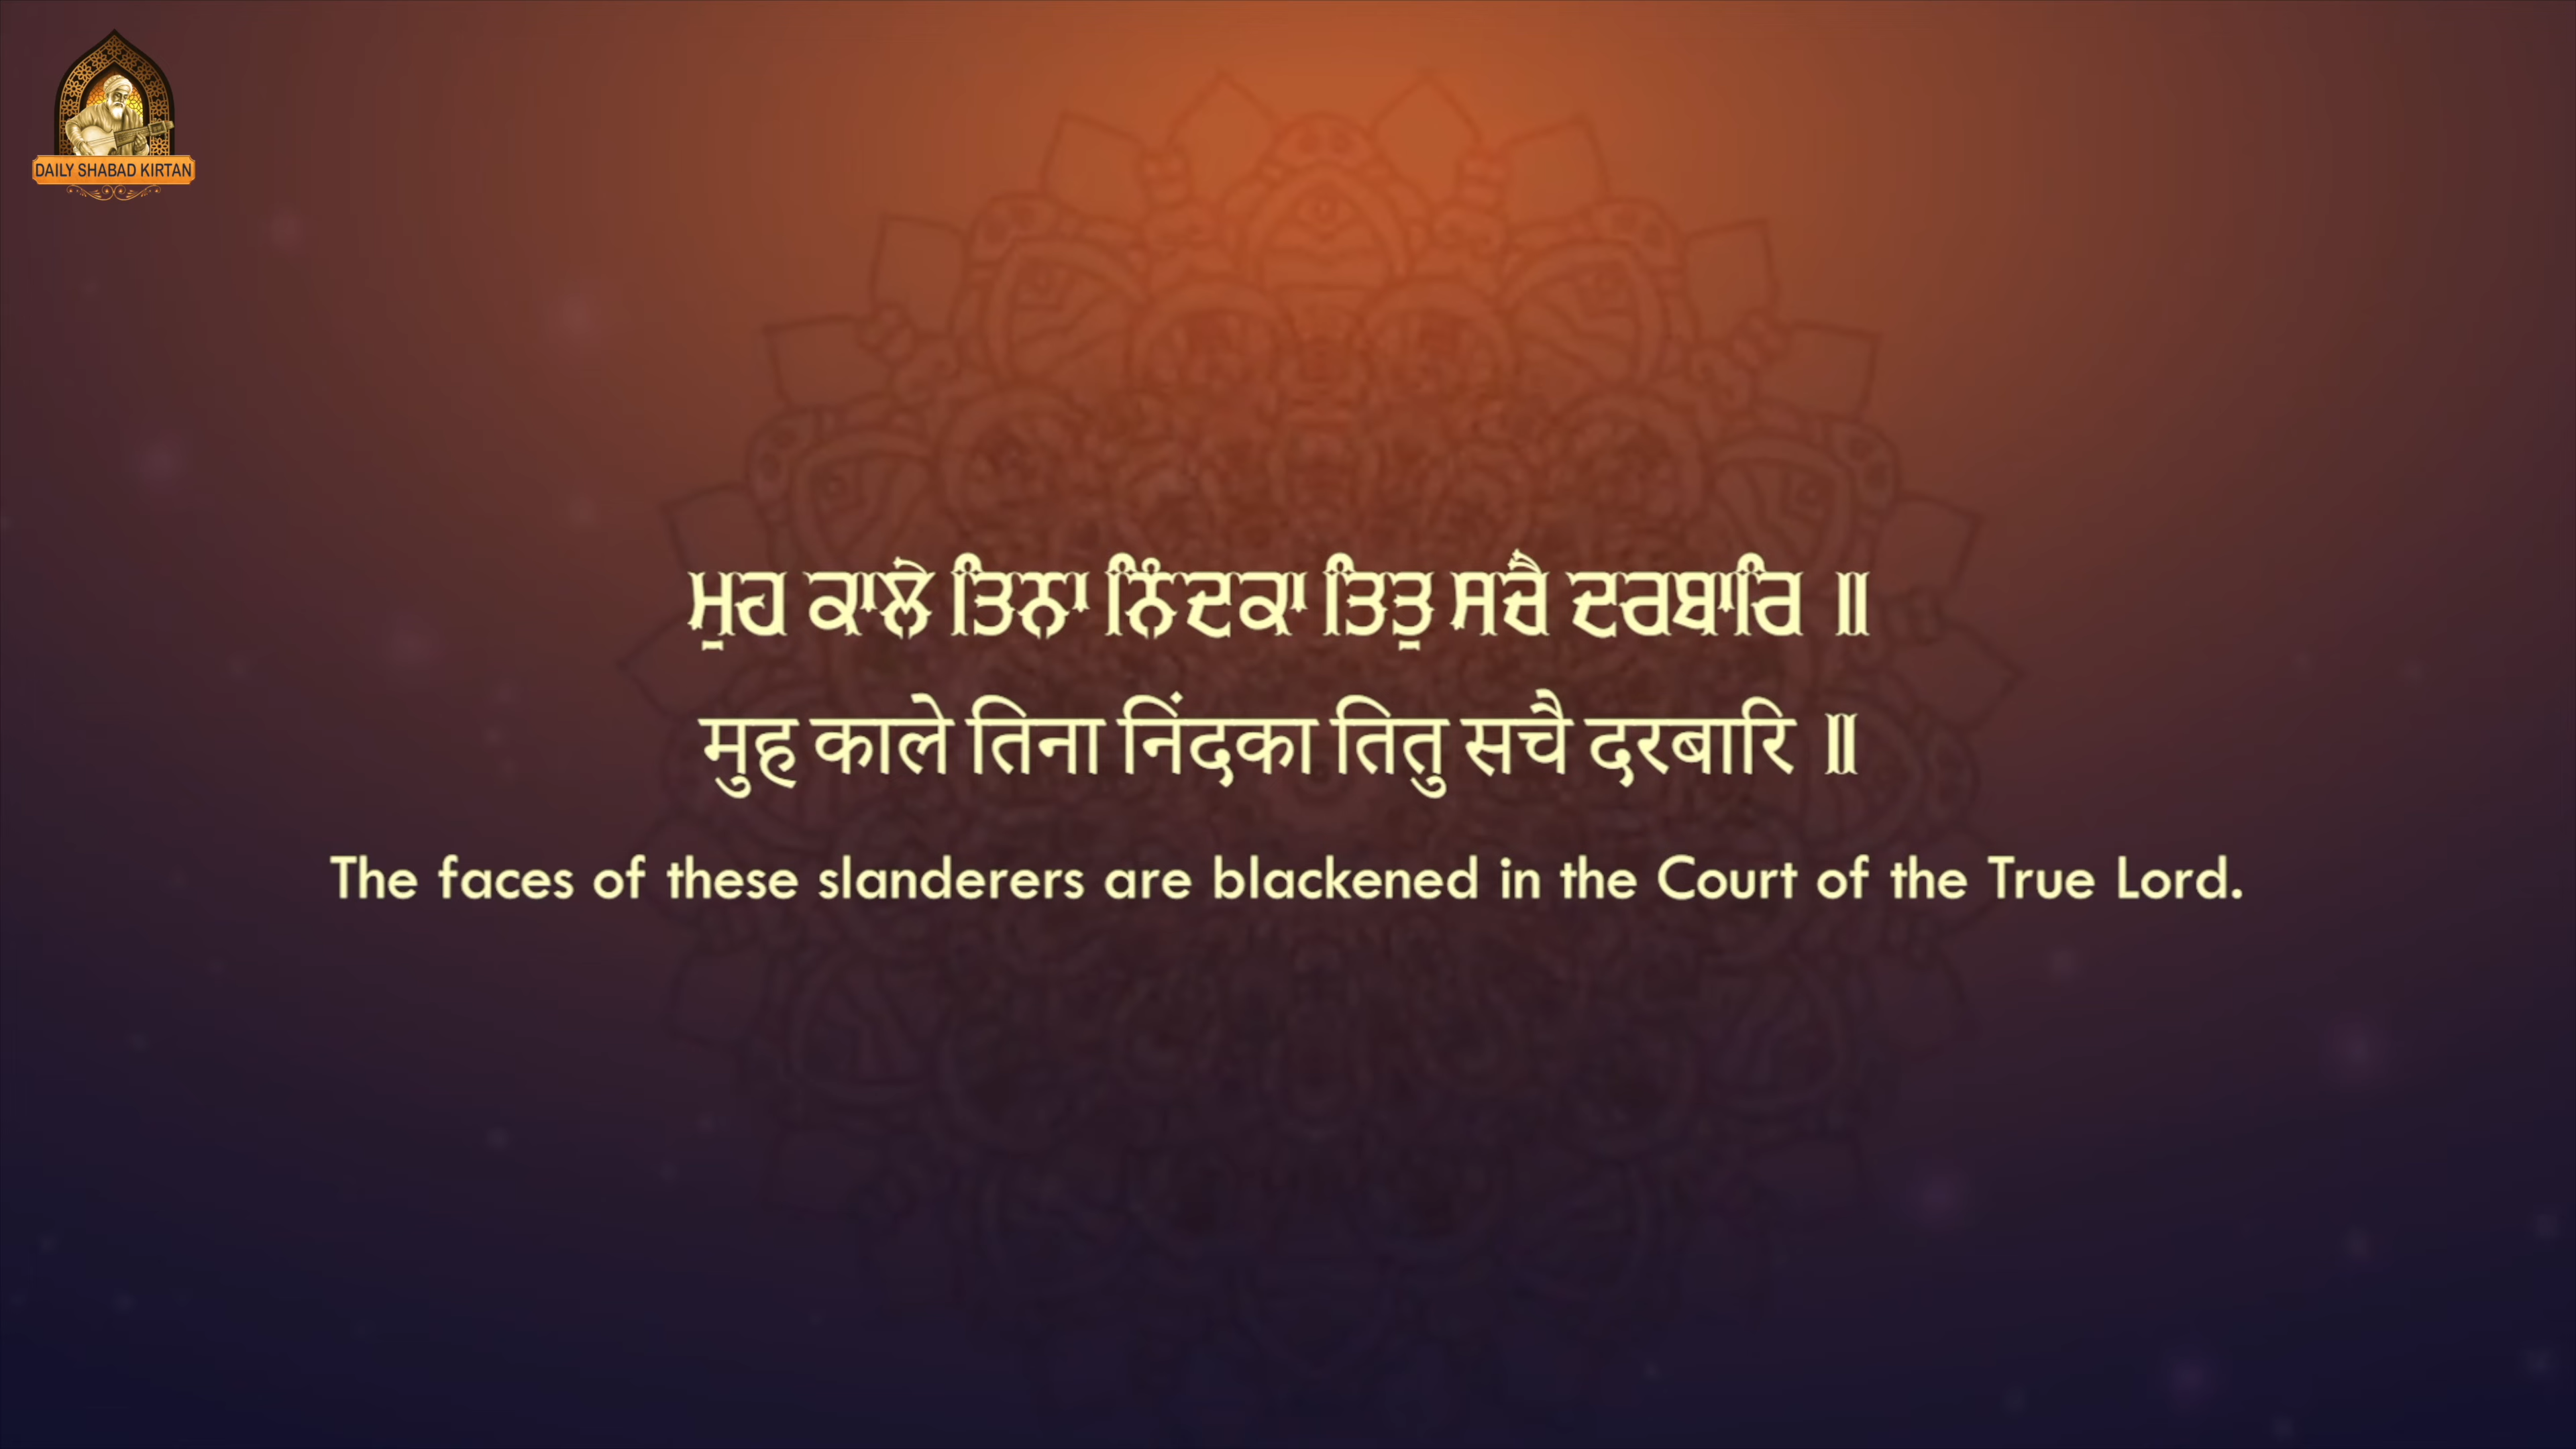 DAILY SHABAD KIRTAN
ਮੁਹ ਕਾਲੇ ਤਿਨਾ ਨਿੰਦਕਾ ਤਿਤੁ ਸਚੈ ਦਰਬਾਰਿ ॥
मुह काले तिना निंदका तितु सचै दरबारि ॥
The faces of these slanderers are blackened in the Court of the True Lord.